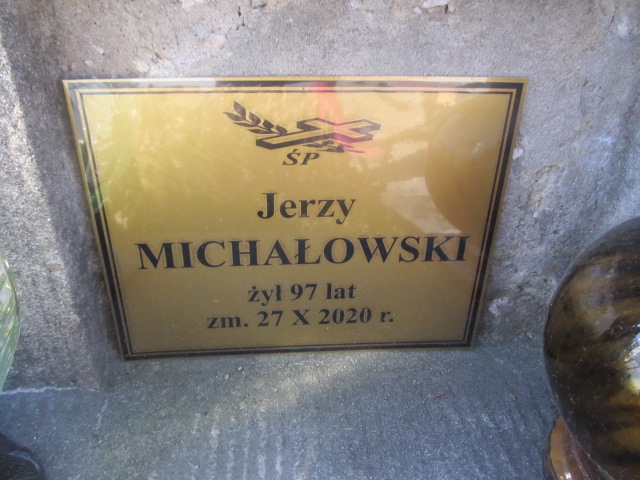 ŚP
Jerzy
MICHAŁOWSKI
żył 97 lat
zm. 27 X 2020 r.